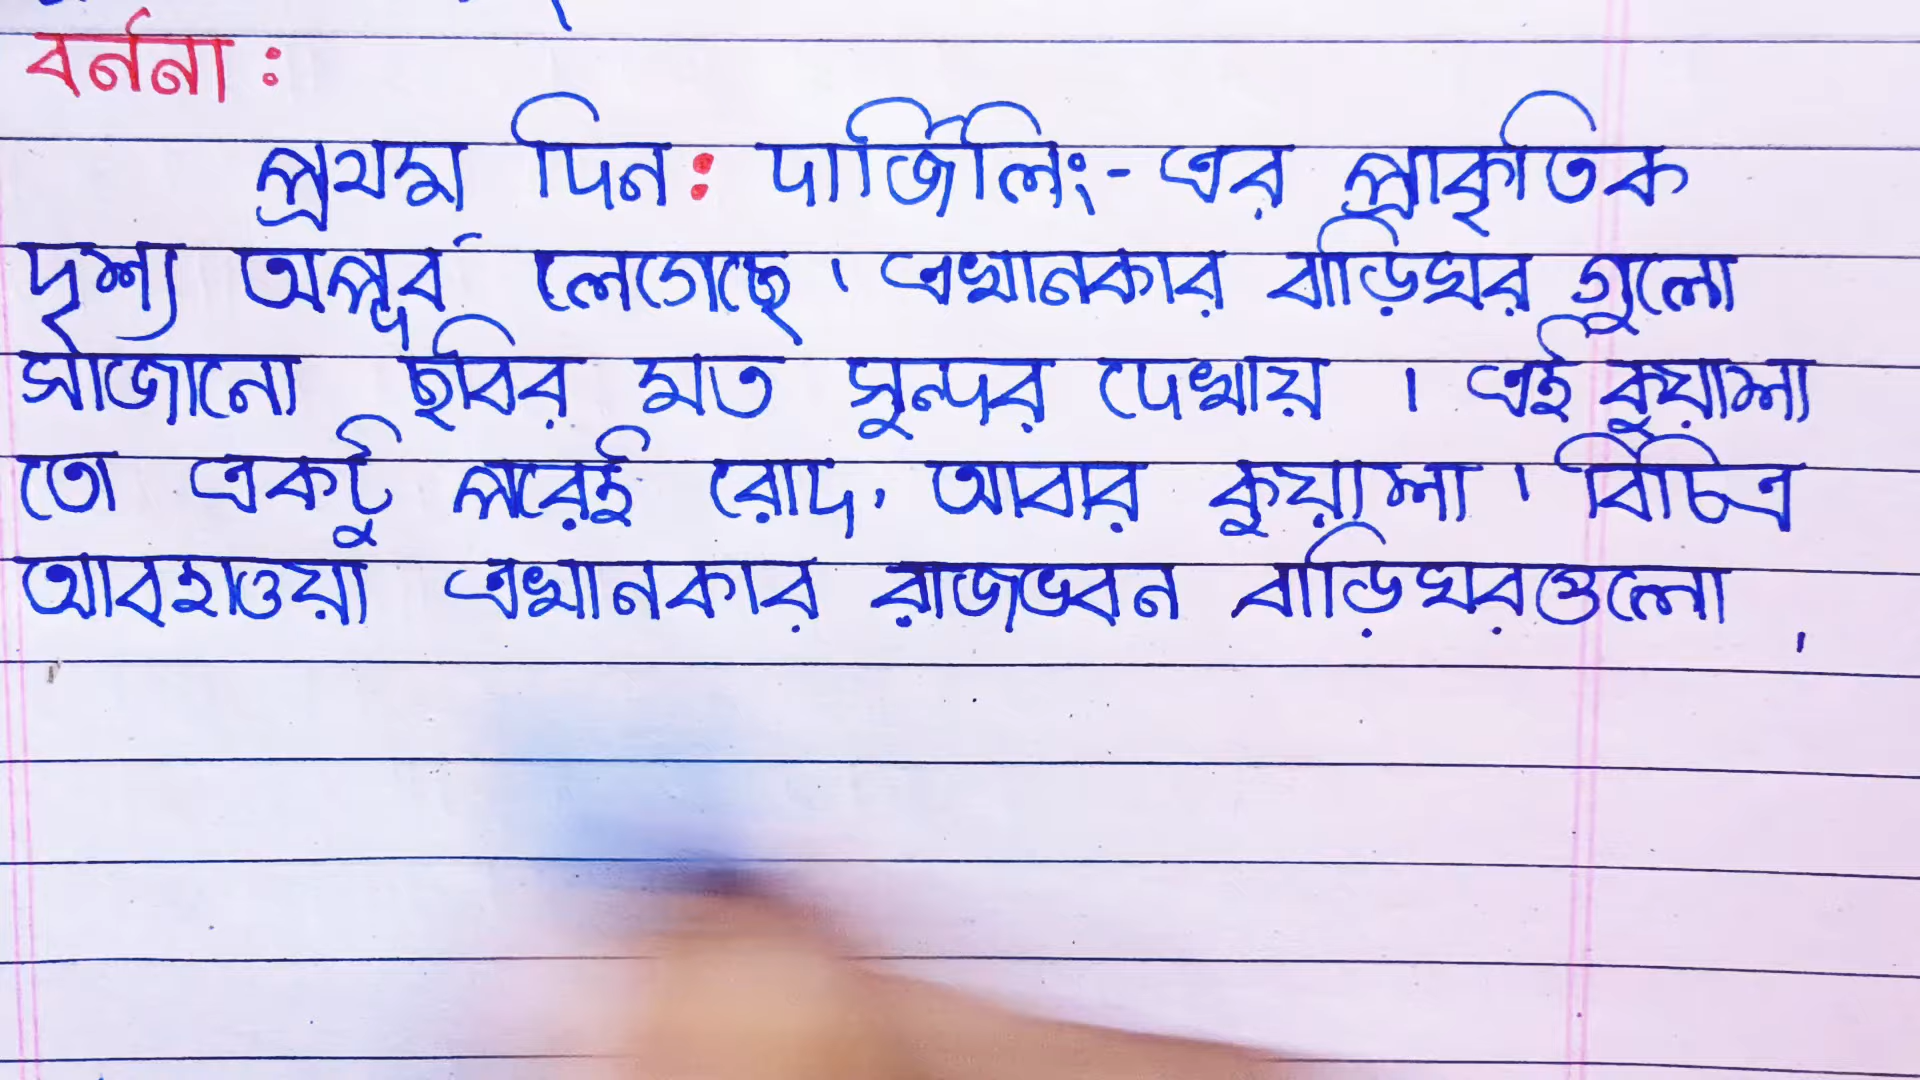 বর্ননা :
প্রথম দিন: দার্জিলিং-এর প্রাকৃতিক
দৃশ্য অপূর্ব লেগেছে। এখানকার বাড়িঘর গুলো
সাজানো ছবির মত সুন্দর দেখায় । এই কুয়াশা
তো একটু পরেই রোদ, আবার কুয়াশা। বিচিত্র
আবহাওয়া এখানকার রাজভবন বাড়িঘরগুলো,